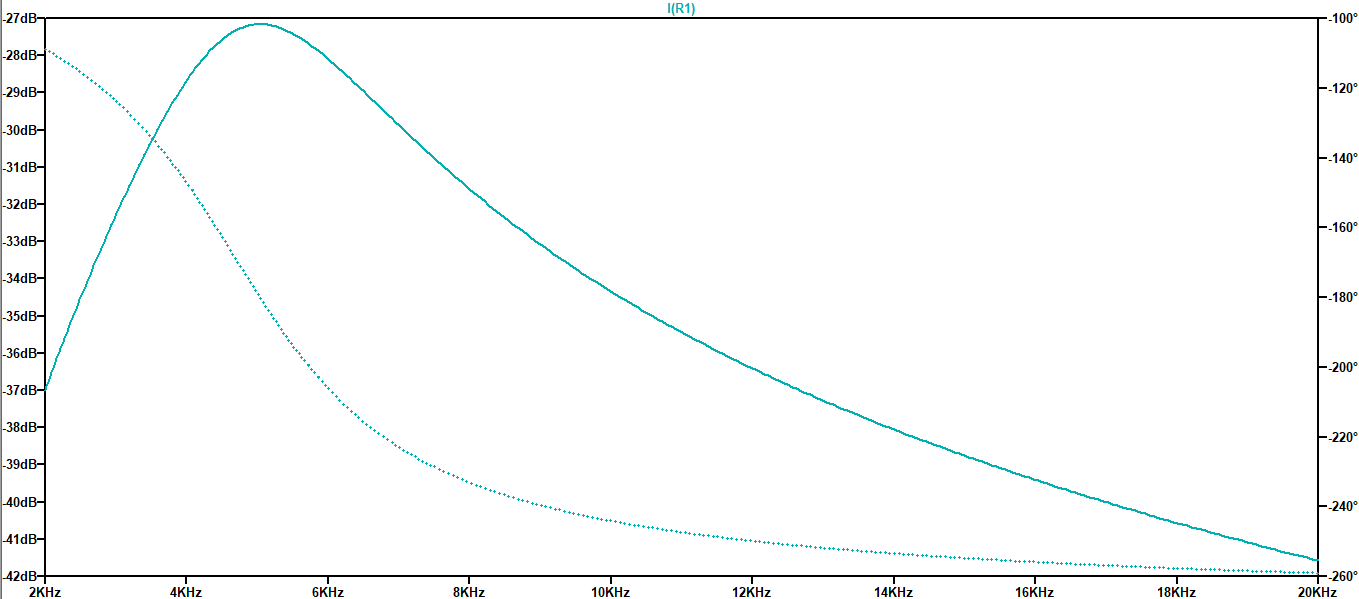 I(R1)
-27dB
-28dB
-29dB
-30dB
-31dB
-32dB
-33dB
-34dB
-35dB
-36dB
-37dB
-38dB
-39dB
-40dB
-41dB
-42dB
-100°
-120°
-140°
-160°
-180°
-200°
-220°
-240°
-260°
2KHz 4KHz 6KHz 8KHz 10KHz 12KHz 14KHz 16KHz 18KHz 20KHz